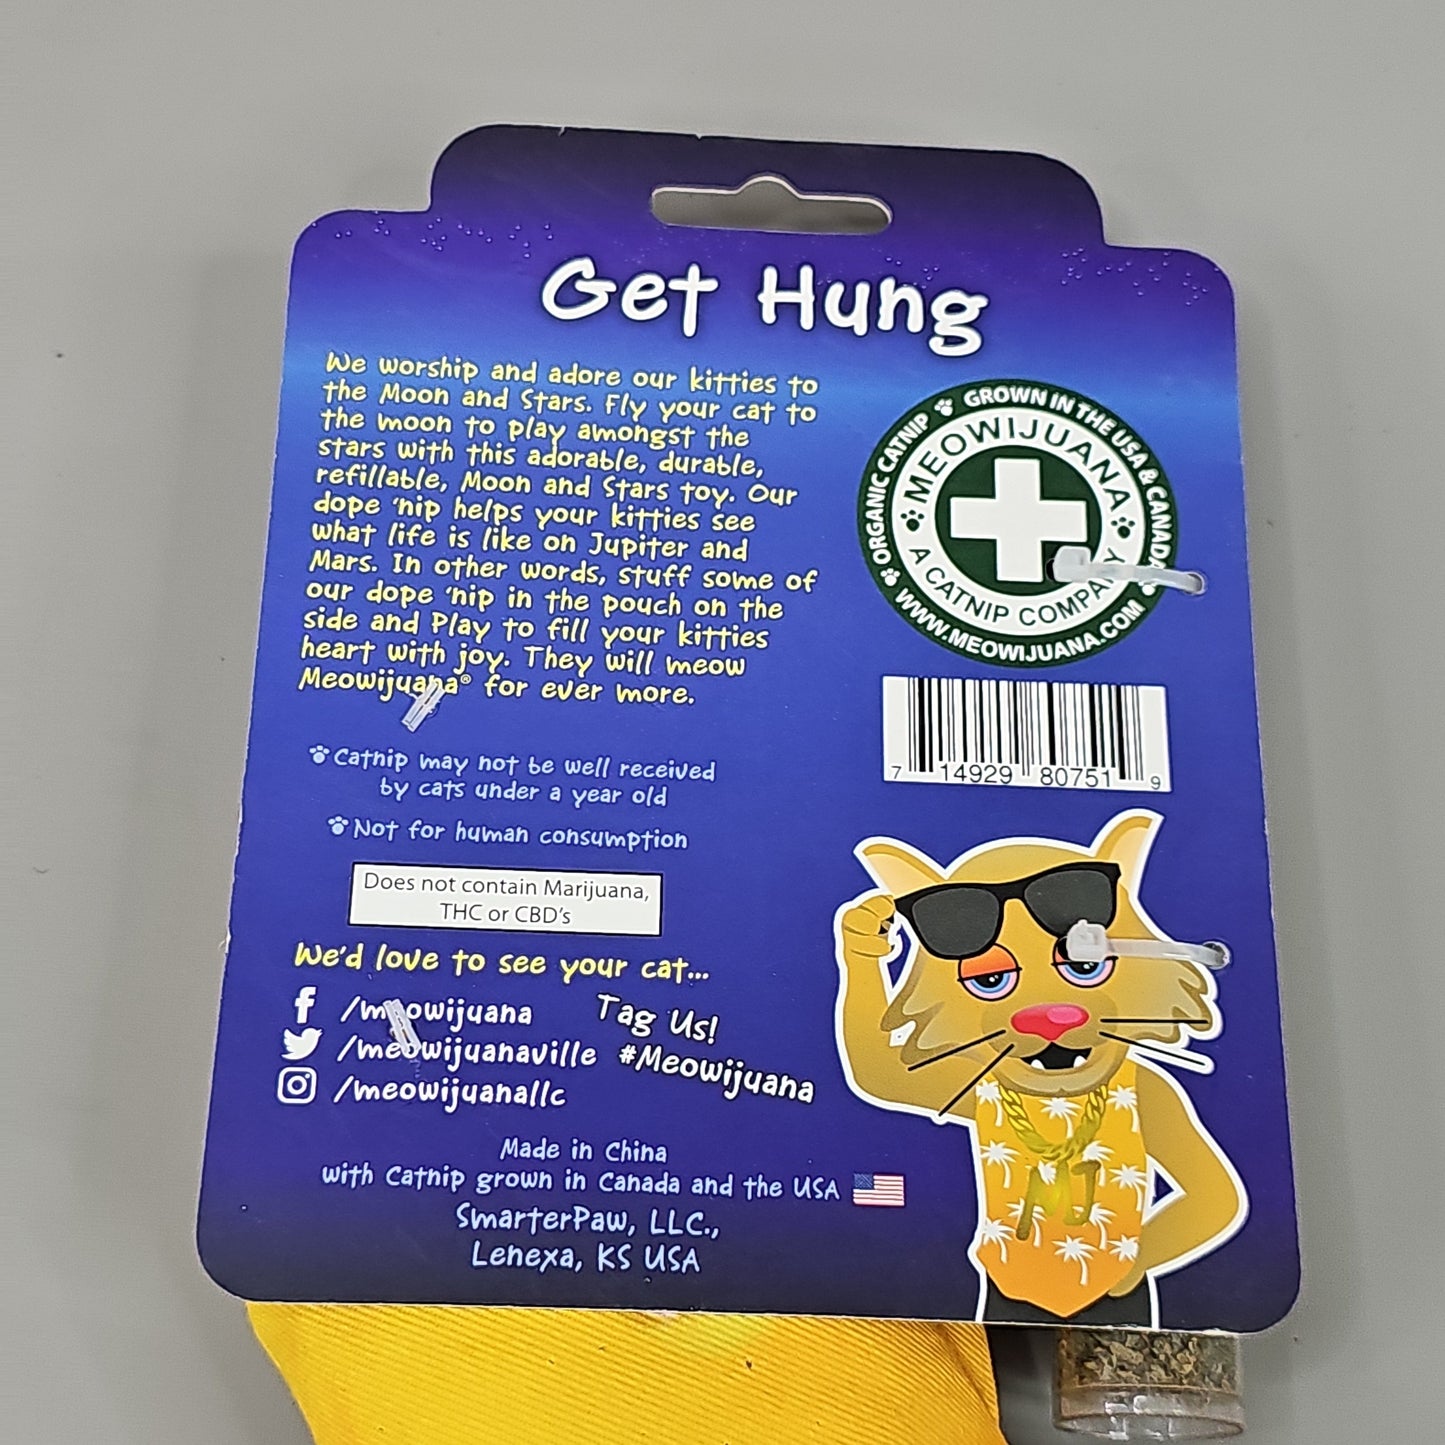 Get Hung
We worship and adore our kitties to
the Moon and Stars. Fly your cat to
the moon to play amongst the
stars with this adorable, durable,
refillable, Moon and Stars toy. Our
dope 'nip helps your kitties see
what life is like on Jupiter and
Mars. In other words, stuff some of
our dope 'nip in the pouch on the
side and Play to fill your kitties
heart with joy. They will meow
Meowijuana® for ever more.
Catnip may not be well received
by cats under a year old
Not for human consumption
Does not contain Marijuana,
THC or CBD's
We'd love to see your cat...
/meowijuana
/meowijuanaville
/meowijuanallc
Tag Us!
#Meowijuana
Made in China
with Catnip grown in Canada and the USA
SmarterPaw, LLC.,
Lenexa, KS USA
ORGANIC CATNIP
GROWN IN THE USA & CANADA
MEOWIJUANA
A CATNIP COMPANY
WWW.MEOWIJUANA.COM
7 14929 80751 9
MJ